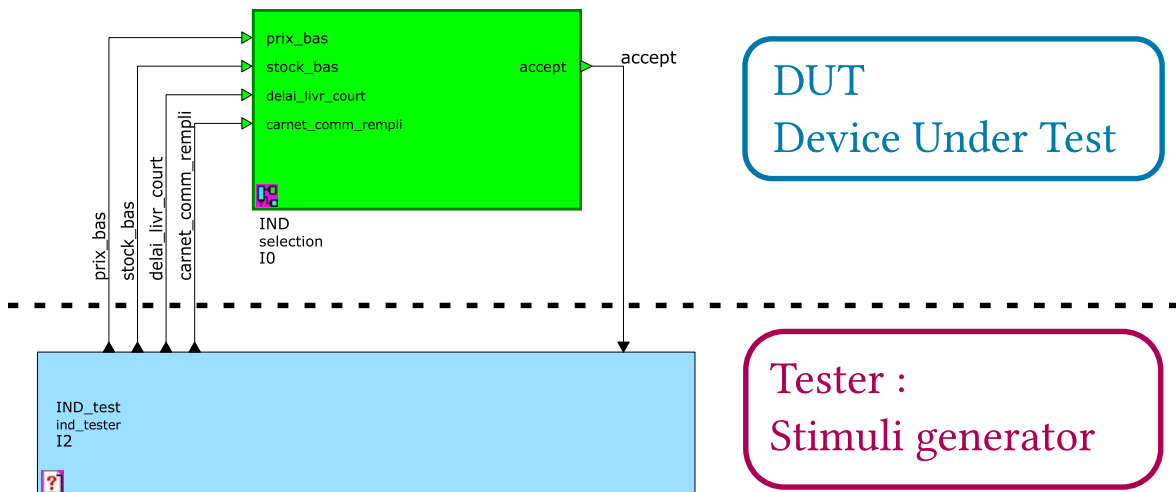 prix_bas
stock_bas
delai_livr_court
carnet_comm_rempli
accept
accept
prix_bas
stock_bas
delai_livr_court
carnet_comm_rempli
IND
selection
I0
DUT
Device Under Test
IND_test
ind_tester
I2
?
Tester :
Stimuli generator